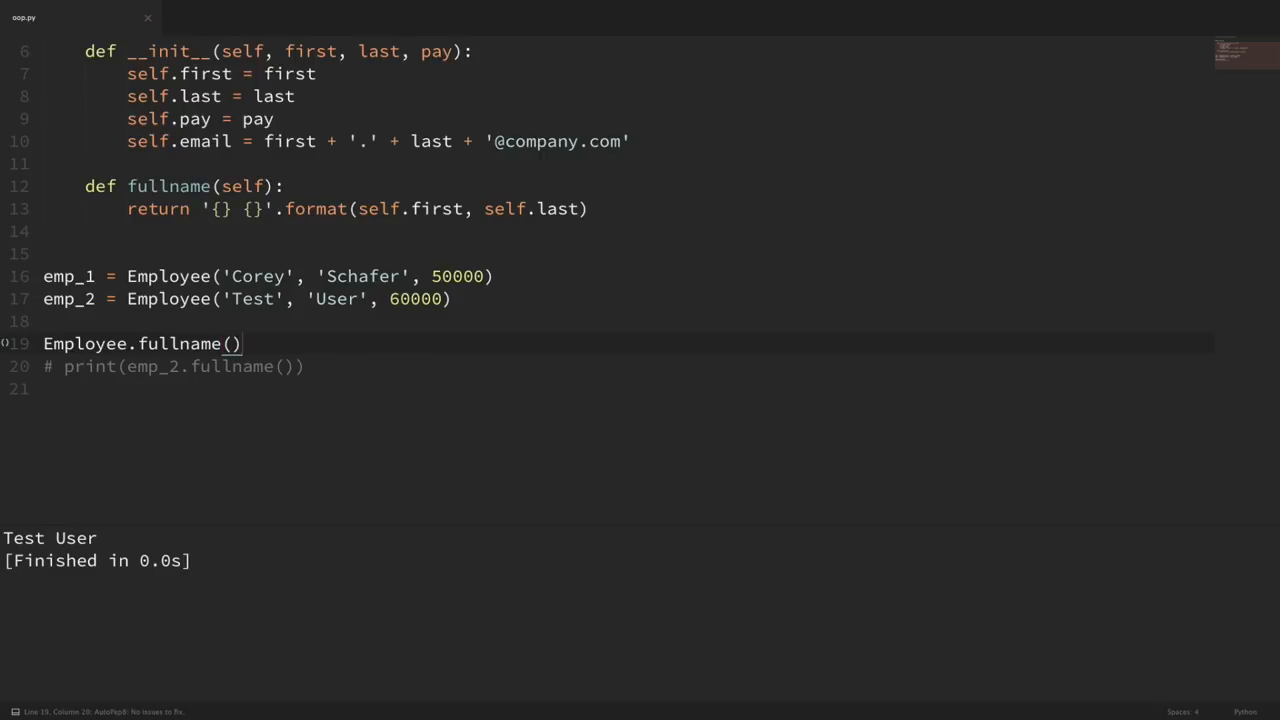 oop.py ×
6 def __init__(self, first, last, pay):
7 self.first = first
8 self.last = last
9 self.pay = pay
10 self.email = first + '.' + last + '@company.com'
11
12 def fullname(self):
13 return '{} {}'.format(self.first, self.last)
14
15
16 emp_1 = Employee('Corey', 'Schafer', 50000)
17 emp_2 = Employee('Test', 'User', 60000)
18
()19 Employee.fullname()
20 # print(emp_2.fullname())
21
Test User
[Finished in 0.0s]
Line 19, Column 20; AutoPep8: No issues to fix. Spaces: 4 Python